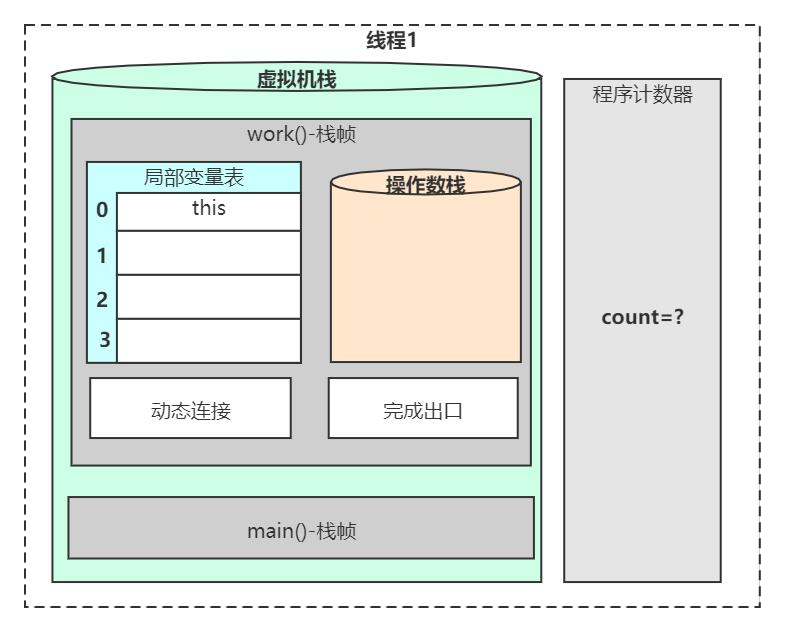 线程1
虚拟机栈
程序计数器
work()-栈帧
局部变量表
操作数栈
0
this
1
2
3
count=?
动态连接
完成出口
main()-栈帧